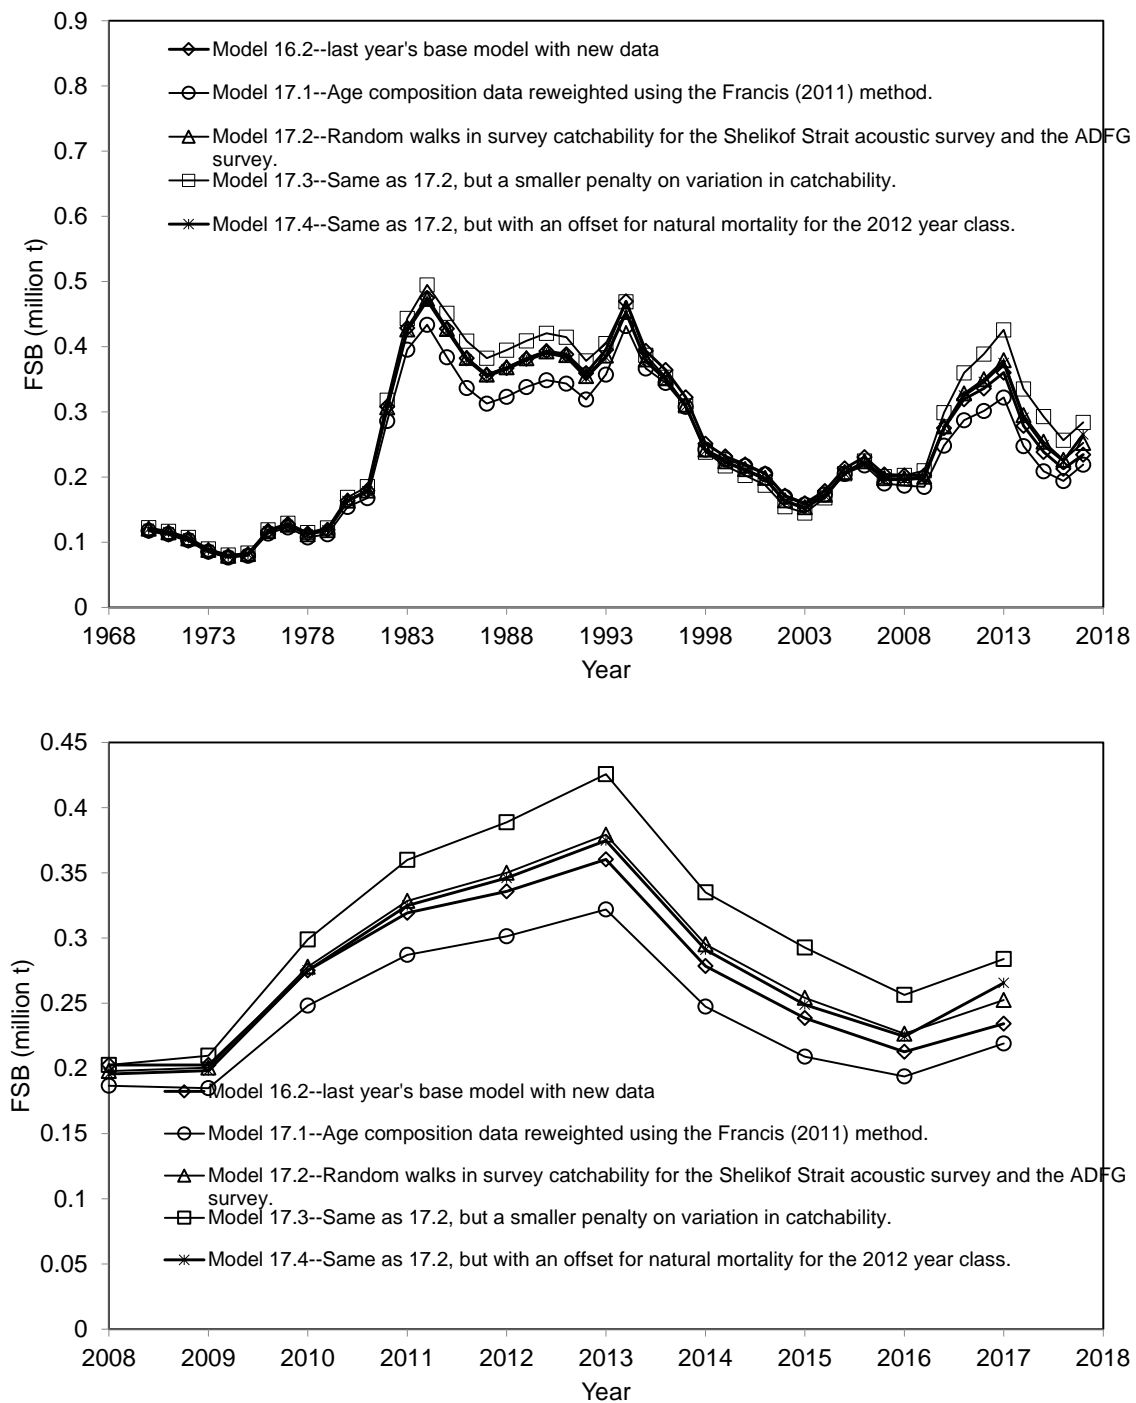 0.9
0.8
0.7
0.6
0.5
0.4
0.3
0.2
0.1
0
FSB (million t)
Model 16.2--last year's base model with new data
Model 17.1--Age composition data reweighted using the Francis (2011) method.
Model 17.2--Random walks in survey catchability for the Shelikof Strait acoustic survey and the ADFG
survey.
Model 17.3--Same as 17.2, but a smaller penalty on variation in catchability.
Model 17.4--Same as 17.2, but with an offset for natural mortality for the 2012 year class.
1968 1973 1978 1983 1988 1993 1998 2003 2008 2013 2018
Year
0.45
0.4
0.35
0.3
0.25
0.2
0.15
0.1
0.05
0
FSB (million t)
Model 16.2--last year's base model with new data
Model 17.1--Age composition data reweighted using the Francis (2011) method.
Model 17.2--Random walks in survey catchability for the Shelikof Strait acoustic survey and the ADFG
survey.
Model 17.3--Same as 17.2, but a smaller penalty on variation in catchability.
Model 17.4--Same as 17.2, but with an offset for natural mortality for the 2012 year class.
2008 2009 2010 2011 2012 2013 2014 2015 2016 2017 2018
Year